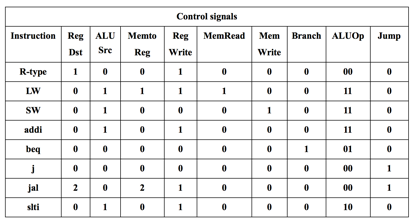 Control signals
Instruction Reg Dst ALU Src Memto Reg Reg Write MemRead Mem Write Branch ALUOp Jump
R-type 1 0 0 1 0 0 0 00 0
LW 0 1 1 1 1 0 0 11 0
SW 0 1 0 0 0 1 0 11 0
addi 0 1 0 1 0 0 0 11 0
beq 0 0 0 0 0 0 1 01 0
j 0 0 0 0 0 0 0 00 1
jal 2 0 2 1 0 0 0 00 1
slti 0 1 0 1 0 0 0 10 0